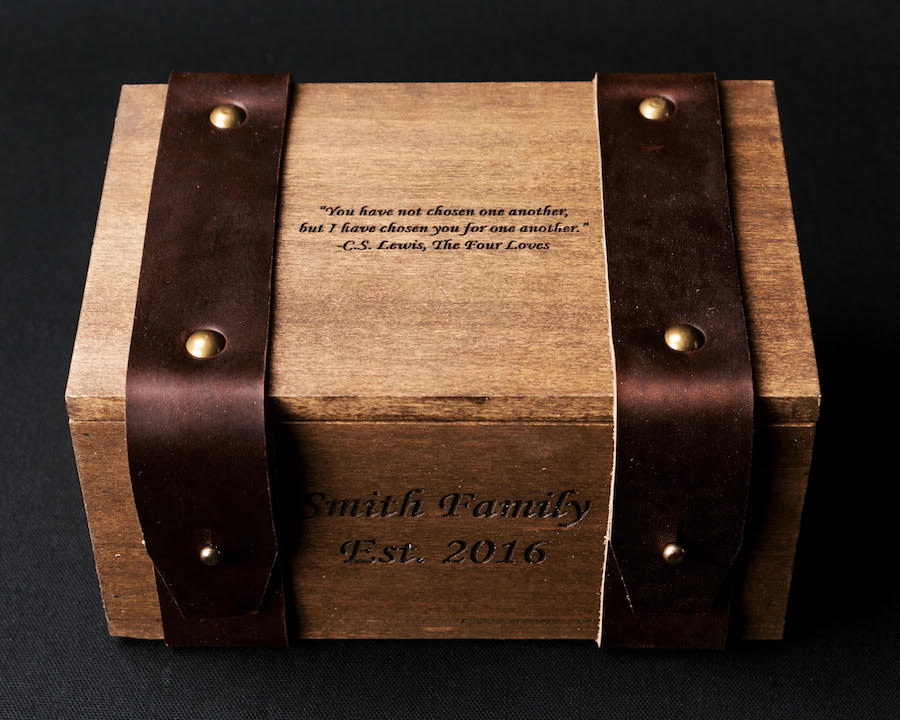 “You have not chosen one another,
but I have chosen you for one another.”
-C.S. Lewis, The Four Loves
Smith Family
Est. 2016